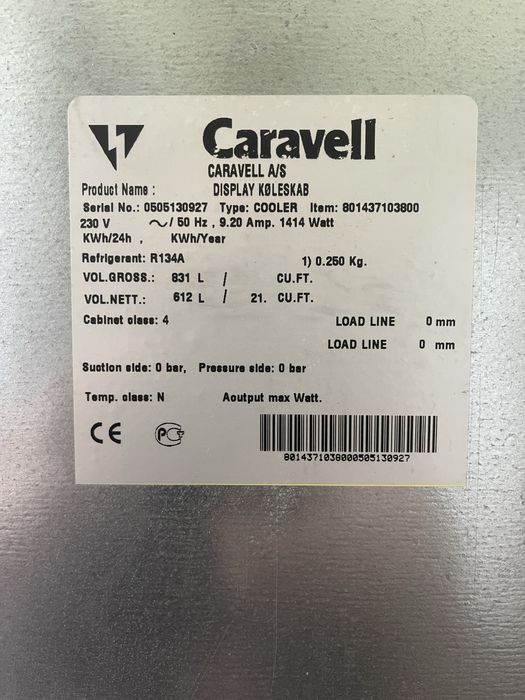 Caravell
CARAVELL A/S
Product Name : DISPLAY KØLESKAB
Serial No.: 0505130927 Type: COOLER Item: 801437103800
230 V ~/ 50 Hz , 9.20 Amp. 1414 Watt
KWh/24h , KWh/Year
Refrigerant: R134A 1) 0.250 Kg.
VOL.GROSS.: 831 L / CU.FT.
VOL.NETT.: 612 L / 21. CU.FT.
Cabinet class: 4 LOAD LINE 0 mm
LOAD LINE 0 mm
Suction side: 0 bar, Pressure side: 0 bar
Temp. class: N Aoutput max Watt.
CE PG
8014371038000505130927